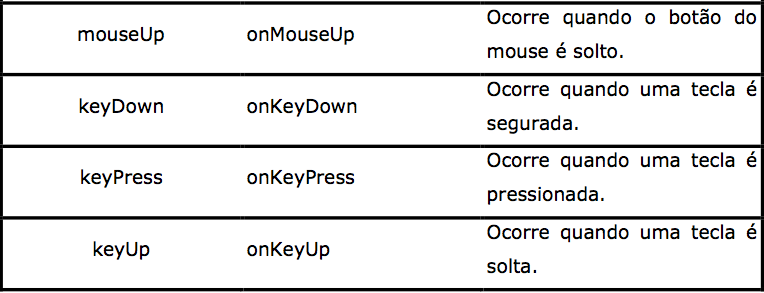 mouseUp onMouseUp Ocorre quando o botão do
mouse é solto.
keyDown onKeyDown Ocorre quando uma tecla é
segurada.
keyPress onKeyPress Ocorre quando uma tecla é
pressionada.
keyUp onKeyUp Ocorre quando uma tecla é
solta.